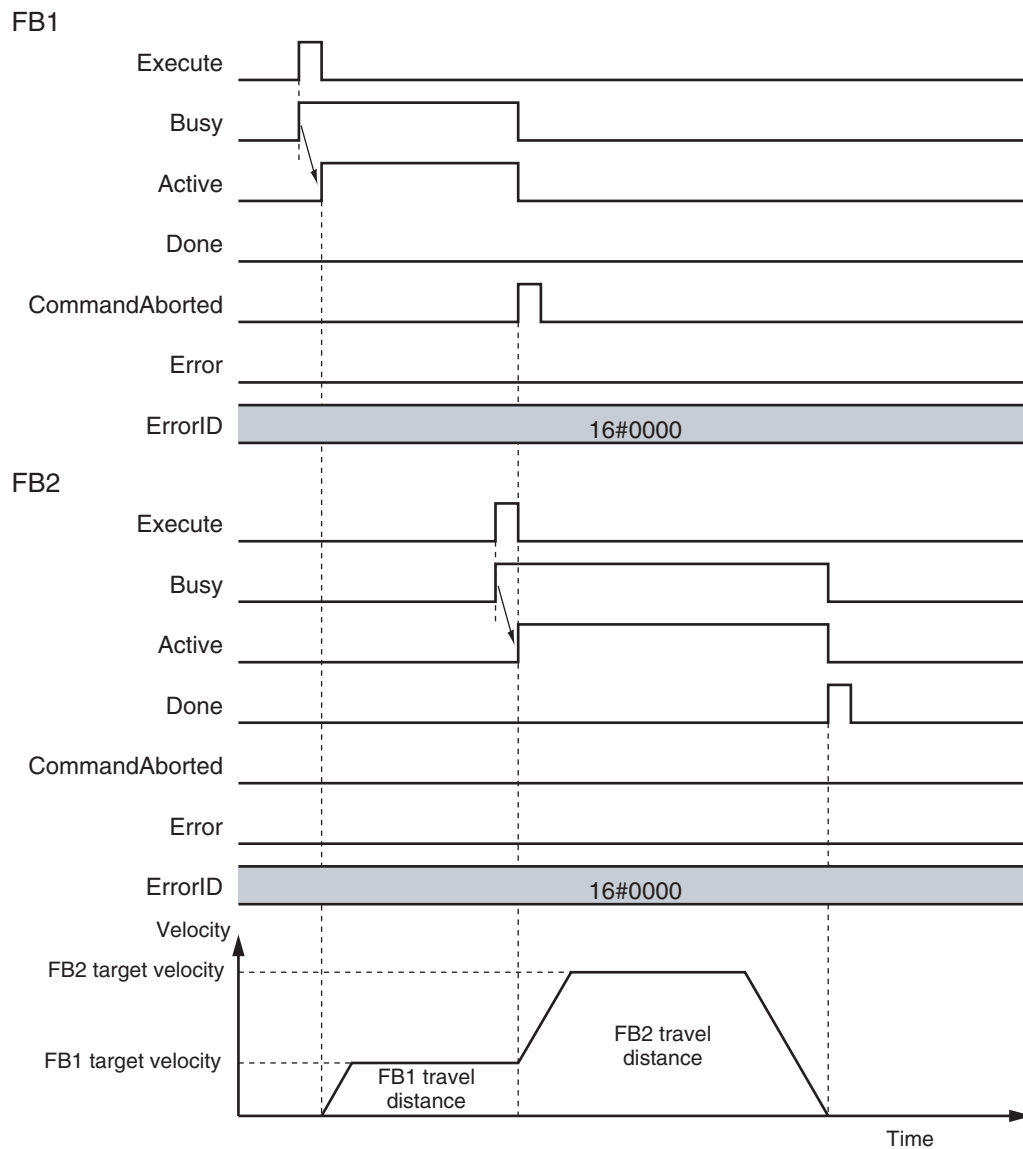 FB1
Execute
Busy
Active
Done
CommandAborted
Error
ErrorID
16#0000
FB2
Execute
Busy
Active
Done
CommandAborted
Error
ErrorID
16#0000
Velocity
FB2 target velocity
FB1 target velocity
FB2 travel
distance
FB1 travel
distance
Time